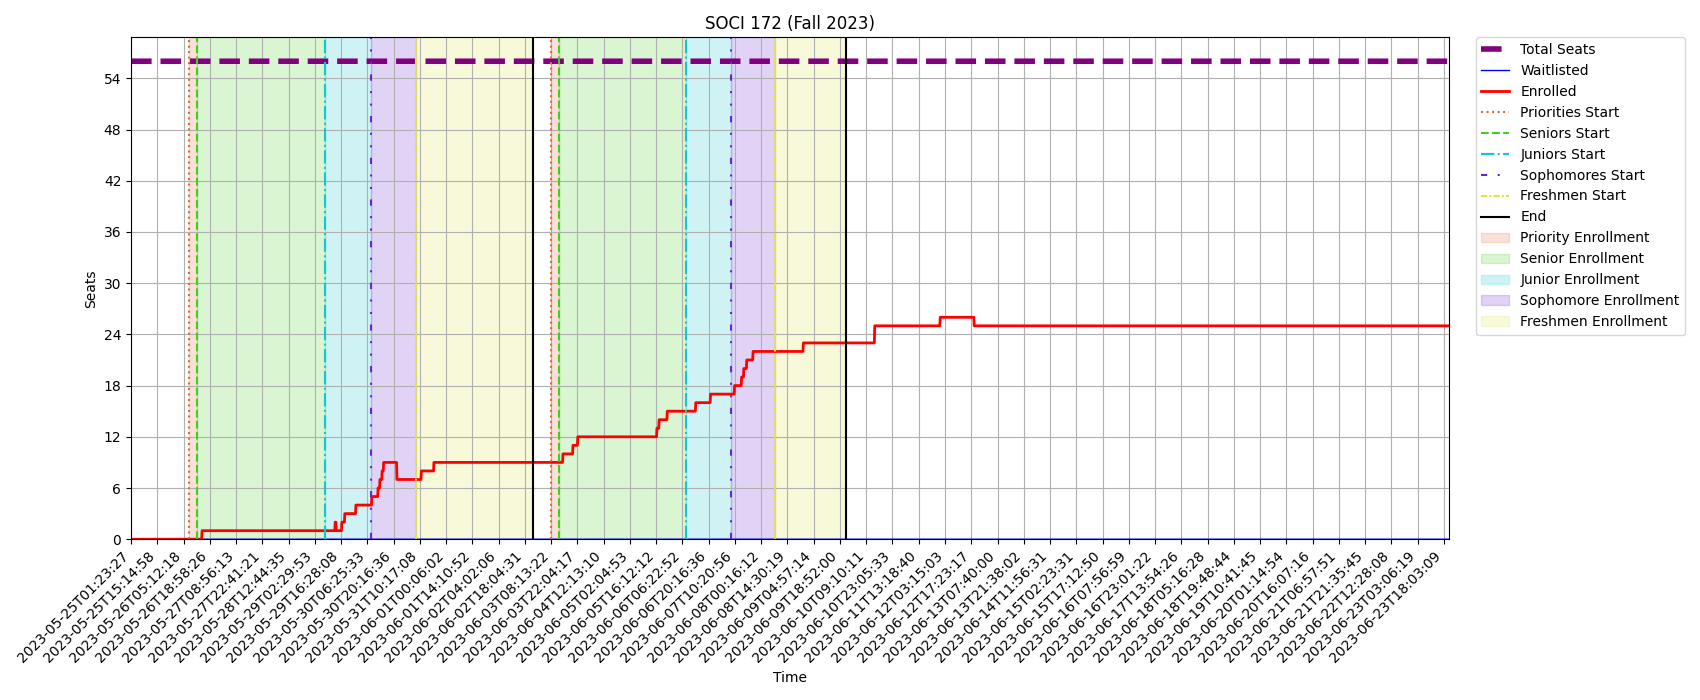 SOCI 172 (Fall 2023)
Seats
54
48
42
36
30
24
18
12
6
0
2023-05-25T01:23:27
2023-05-25T15:14:58
2023-05-26T05:12:18
2023-05-26T18:58:26
2023-05-27T08:56:13
2023-05-27T22:41:21
2023-05-28T12:44:35
2023-05-29T02:29:53
2023-05-29T16:28:08
2023-05-30T06:25:33
2023-05-30T20:16:36
2023-05-31T10:17:08
2023-06-01T00:06:02
2023-06-01T14:10:52
2023-06-02T04:02:06
2023-06-02T18:04:31
2023-06-03T08:13:22
2023-06-03T22:04:17
2023-06-04T12:13:10
2023-06-05T02:04:53
2023-06-05T16:12:12
2023-06-06T06:22:52
2023-06-06T20:16:36
2023-06-07T10:20:56
2023-06-08T00:16:12
2023-06-08T14:30:19
2023-06-09T04:57:14
2023-06-09T18:52:00
2023-06-10T09:10:11
2023-06-10T23:05:33
2023-06-11T13:18:40
2023-06-12T03:15:03
2023-06-12T17:23:17
2023-06-13T07:40:00
2023-06-13T21:38:02
2023-06-14T11:56:31
2023-06-15T02:23:31
2023-06-15T17:12:50
2023-06-16T07:56:59
2023-06-16T23:01:22
2023-06-17T13:54:26
2023-06-18T05:16:28
2023-06-18T19:48:44
2023-06-19T10:41:45
2023-06-20T01:14:54
2023-06-20T16:07:16
2023-06-21T06:57:51
2023-06-21T21:35:45
2023-06-22T12:28:08
2023-06-23T03:06:19
2023-06-23T18:03:09
Time
Total Seats
Waitlisted
Enrolled
Priorities Start
Seniors Start
Juniors Start
Sophomores Start
Freshmen Start
End
Priority Enrollment
Senior Enrollment
Junior Enrollment
Sophomore Enrollment
Freshmen Enrollment